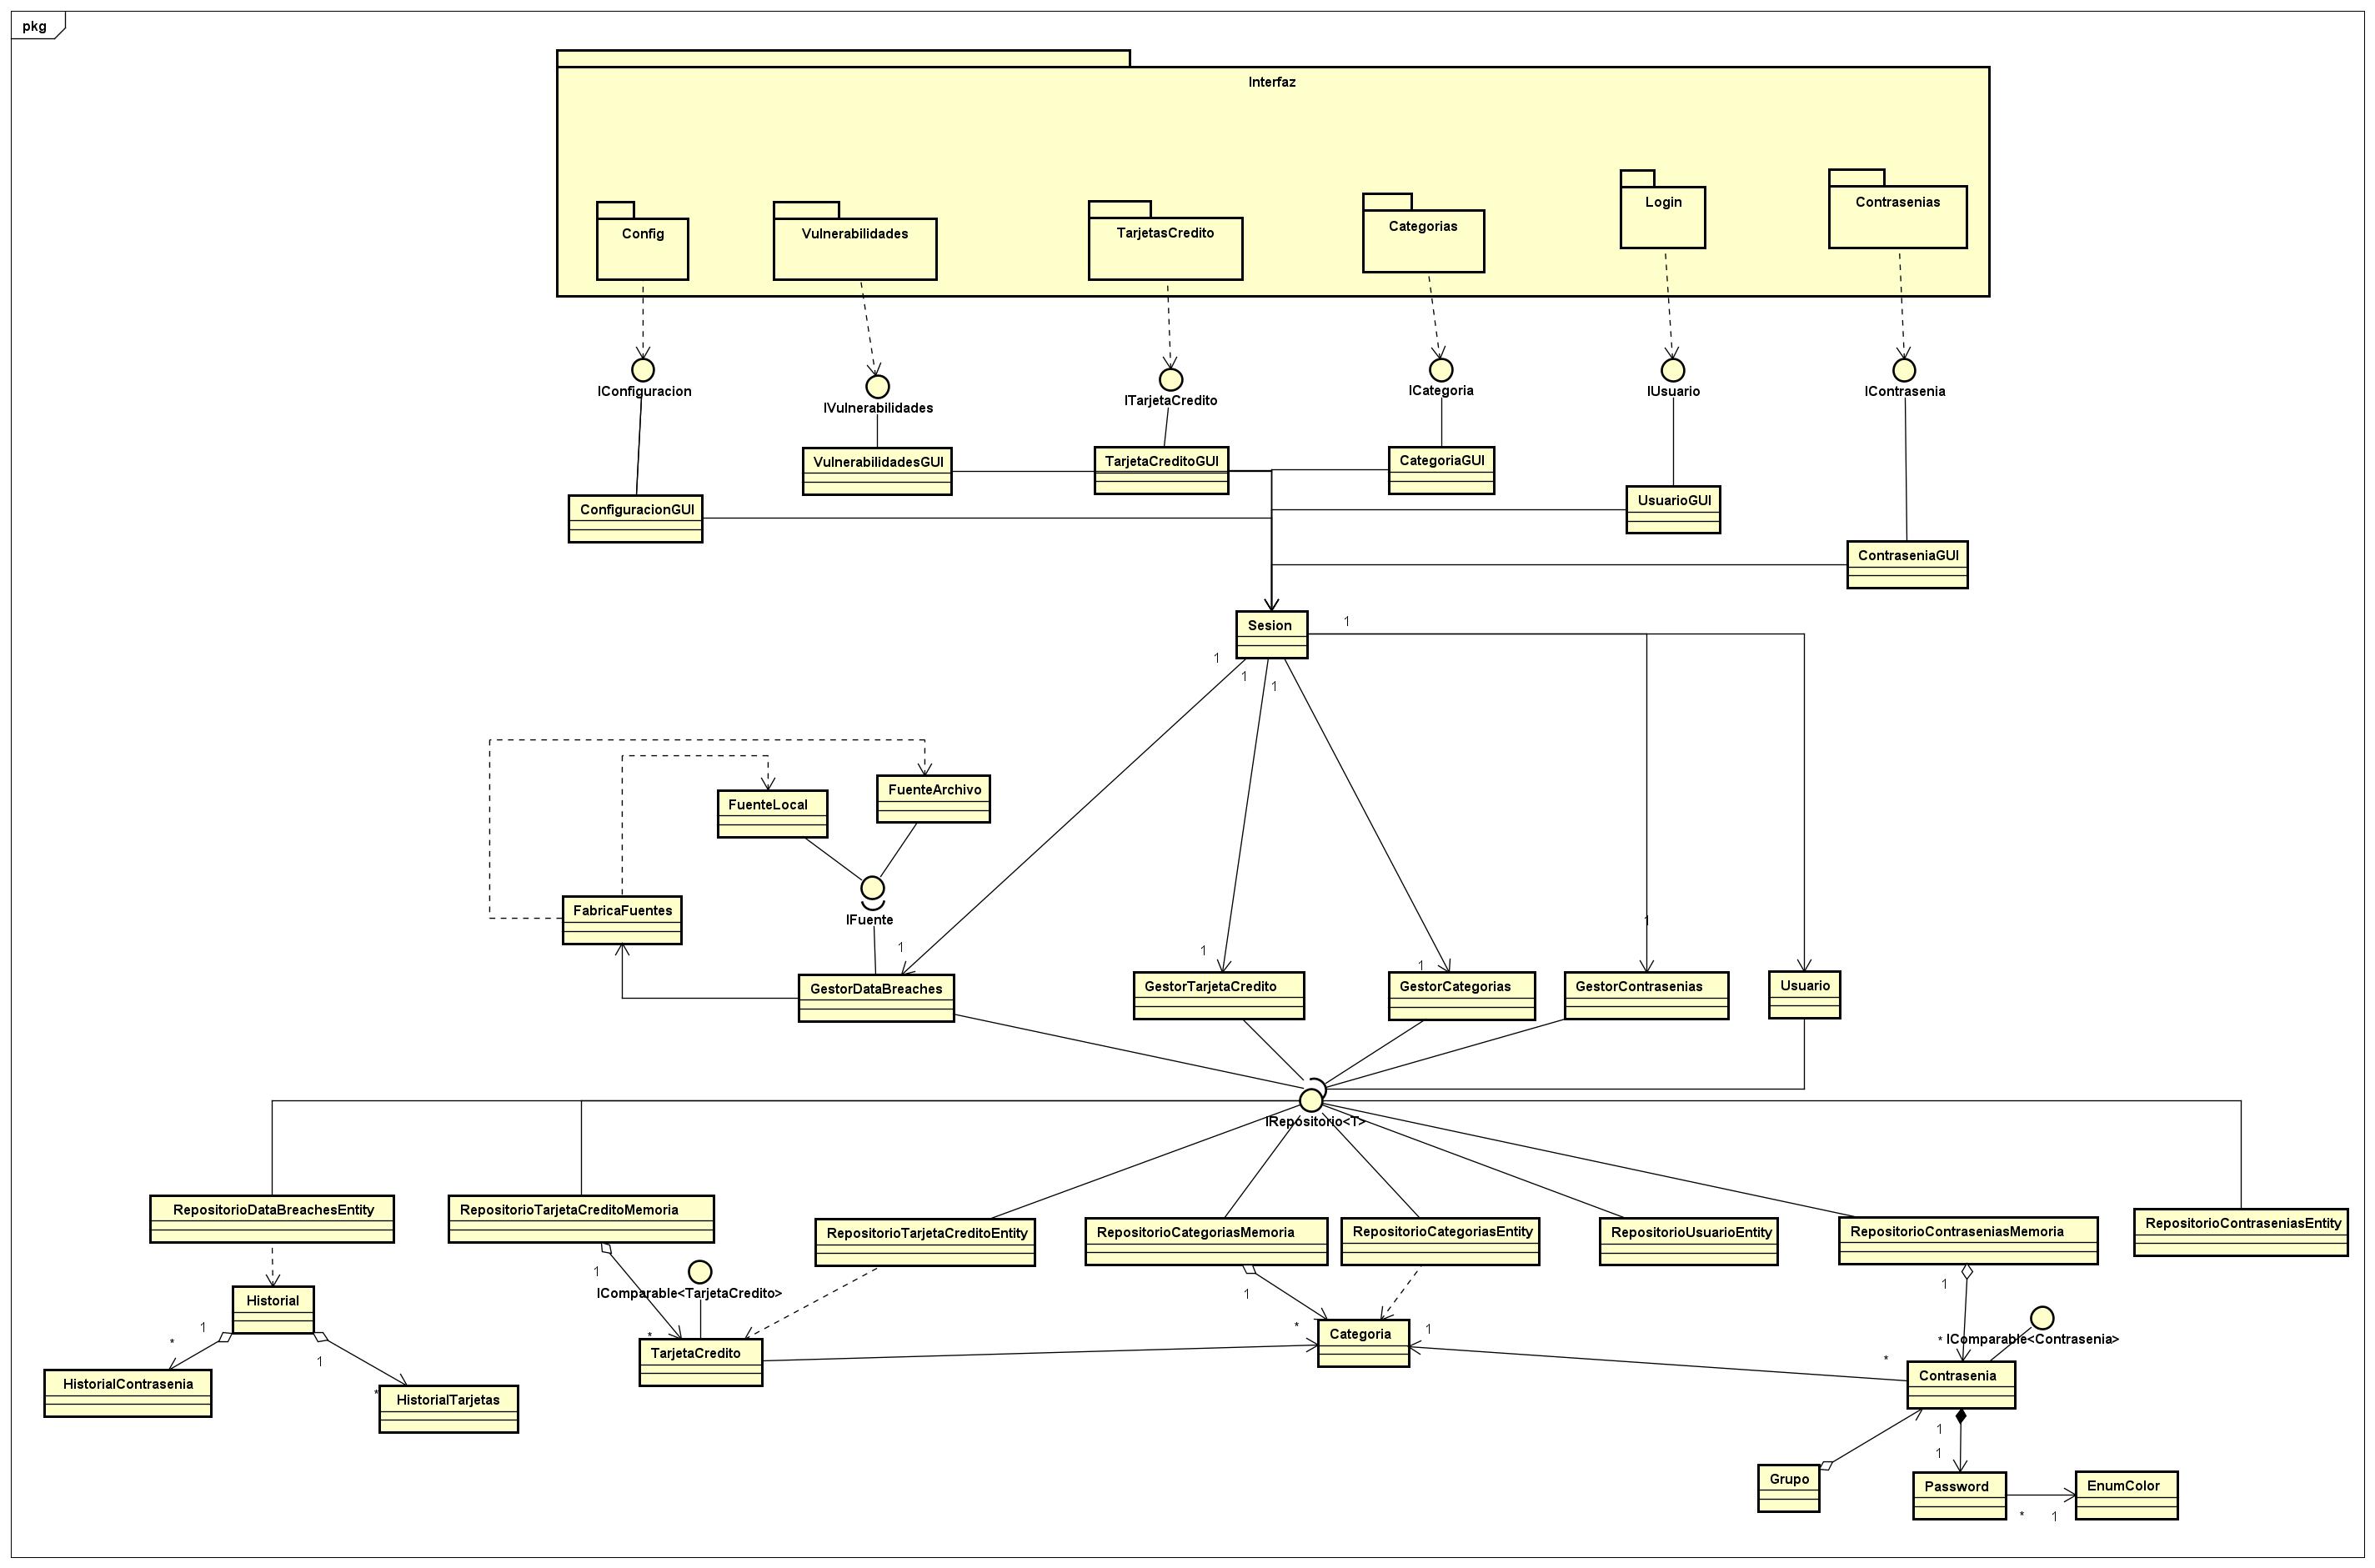 pkg
Interfaz
Config
Vulnerabilidades
TarjetasCredito
Categorias
Login
Contrasenias
IConfiguracion
IVulnerabilidades
ITarjetaCredito
ICategoria
IUsuario
IContrasenia
VulnerabilidadesGUI
TarjetaCreditoGUI
CategoriaGUI
ConfiguracionGUI
UsuarioGUI
ContraseniaGUI
Sesion
1
1
1
1
FuenteLocal
FuenteArchivo
FabricaFuentes
IFuente
1
1
1
1
GestorDataBreaches
GestorTarjetaCredito
GestorCategorias
GestorContrasenias
Usuario
IRepositorio<T>
RepositorioDataBreachesEntity
RepositorioTarjetaCreditoMemoria
RepositorioTarjetaCreditoEntity
RepositorioCategoriasMemoria
RepositorioCategoriasEntity
RepositorioUsuarioEntity
RepositorioContraseniasMemoria
RepositorioContraseniasEntity
1
1
1
IComparable<TarjetaCredito>
Historial
1
*
1
*
*
*
1
*
*
IComparable<Contrasenia>
TarjetaCredito
Categoria
Contrasenia
HistorialContrasenia
HistorialTarjetas
1
1
Grupo
Password
EnumColor
*
1